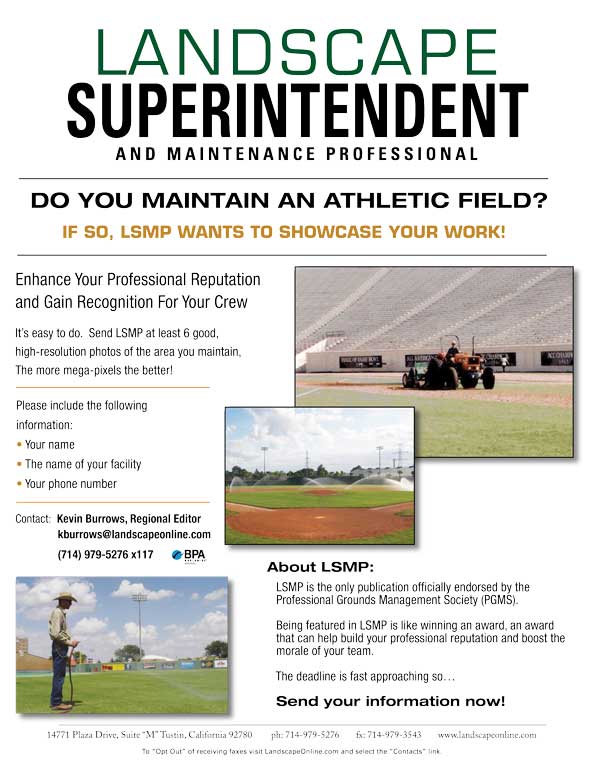 LANDSCAPE
SUPERINTENDENT
AND MAINTENANCE PROFESSIONAL
DO YOU MAINTAIN AN ATHLETIC FIELD?
IF SO, LSMP WANTS TO SHOWCASE YOUR WORK!
Enhance Your Professional Reputation
and Gain Recognition For Your Crew
It's easy to do. Send LSMP at least 6 good,
high-resolution photos of the area you maintain,
The more mega-pixels the better!
Please include the following
information:
• Your name
• The name of your facility
• Your phone number
Contact: Kevin Burrows, Regional Editor
kburrows@landscapeonline.com
(714) 979-5276 x117
BPA
About LSMP:
LSMP is the only publication officially endorsed by the
Professional Grounds Management Society (PGMS).
Being featured in LSMP is like winning an award, an award
that can help build your professional reputation and boost the
morale of your team.
The deadline is fast approaching so…
Send your information now!
14771 Plaza Drive, Suite "M" Tustin, California 92780 ph: 714-979-5276 fx: 714-979-3543 www.landscapeonline.com
To "Opt Out" of receiving faxes visit LandscapeOnline.com and select the "Contacts" link.